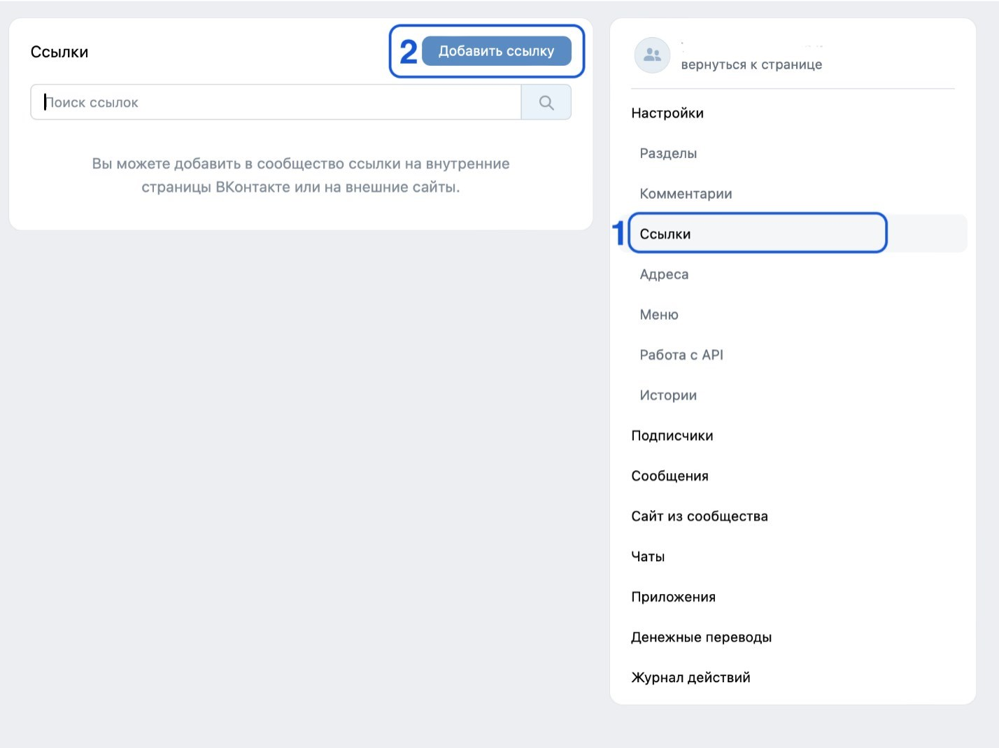 Ссылки
2
Добавить ссылку
Поиск ссылок
Вы можете добавить в сообщество ссылки на внутренние
страницы ВКонтакте или на внешние сайты.
вернуться к странице
Настройки
Разделы
Комментарии
1
Ссылки
Адреса
Меню
Работа с API
Истории
Подписчики
Сообщения
Сайт из сообщества
Чаты
Приложения
Денежные переводы
Журнал действий